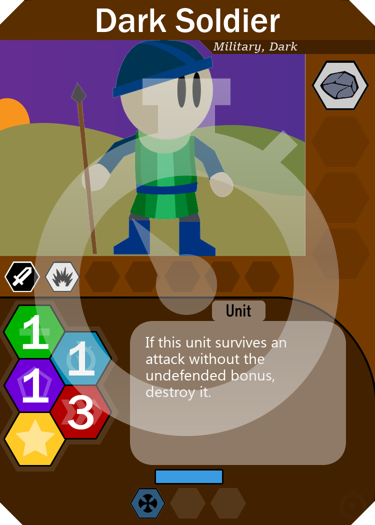 Dark Soldier
Military, Dark
1
1
1
3
Unit
If this unit survives an
attack without the
undefended bonus,
destroy it.